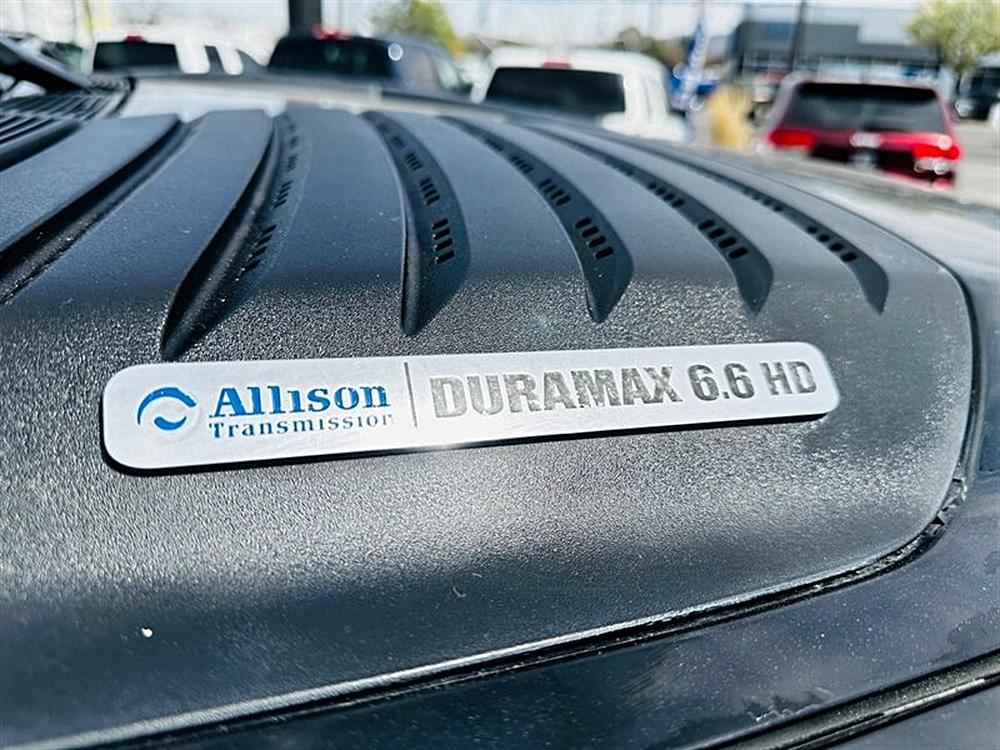 Allison DURAMAX 6.6 HD
Transmission